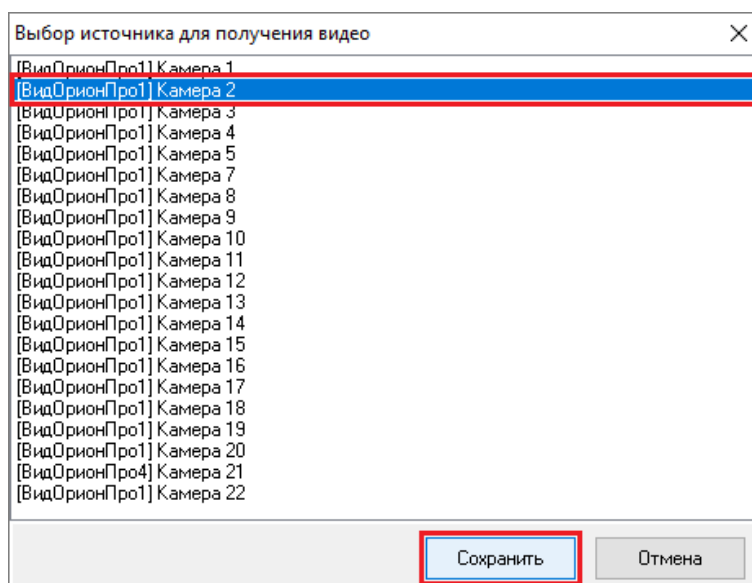 Выбор источника для получения видео
[ВидОрионПро1] Камера 1
[ВидОрионПро1] Камера 2
[ВидОрионПро1] Камера 3
[ВидОрионПро1] Камера 4
[ВидОрионПро1] Камера 5
[ВидОрионПро1] Камера 7
[ВидОрионПро1] Камера 8
[ВидОрионПро1] Камера 9
[ВидОрионПро1] Камера 10
[ВидОрионПро1] Камера 11
[ВидОрионПро1] Камера 12
[ВидОрионПро1] Камера 13
[ВидОрионПро1] Камера 14
[ВидОрионПро1] Камера 15
[ВидОрионПро1] Камера 16
[ВидОрионПро1] Камера 17
[ВидОрионПро1] Камера 18
[ВидОрионПро1] Камера 19
[ВидОрионПро1] Камера 20
[ВидОрионПро4] Камера 21
[ВидОрионПро1] Камера 22
Сохранить Отмена